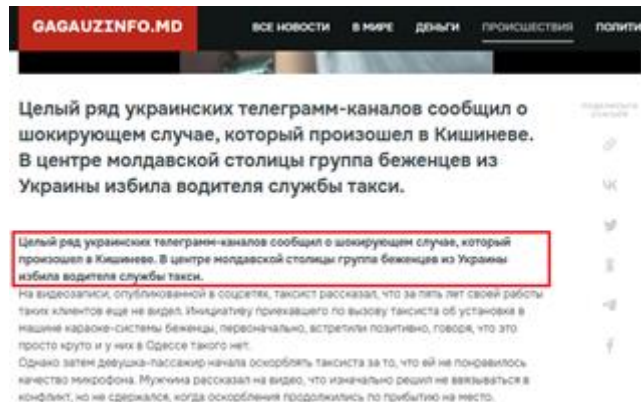 GAGAUZINFO.MD
ВСЕ НОВОСТИ В МИРЕ ДЕНЬГИ ПРОИСШЕСТВИЯ ПОЛИТИ
Целый ряд украинских телеграмм-каналов сообщил о
шокирующем случае, который произошел в Кишиневе.
В центре молдавской столицы группа беженцев из
Украины избила водителя службы такси.
Целый ряд украинских телеграмм-каналов сообщил о шокирующем случае, который
произошел в Кишиневе. В центре молдавской столицы группа беженцев из Украины
избила водителя службы такси.
На видеозаписи, опубликованной в соцсетях, таксист рассказал, что за пять лет своей работы
таких клиентов еще не видел. Инициативу приехавшего по вызову таксиста об установке в
машине караоке-системы беженцы, первоначально, встретили позитивно, говоря, что это
просто круто и у них в Одессе такого нет.
Однако затем девушка-пассажир начала оскорблять таксиста за то, что ей не понравилось
качество микрофона. Мужчина рассказал на видео, что изначально решил не ввязываться в
конфликт, но не сдержался, когда оскорбления продолжились по прибытию на место.